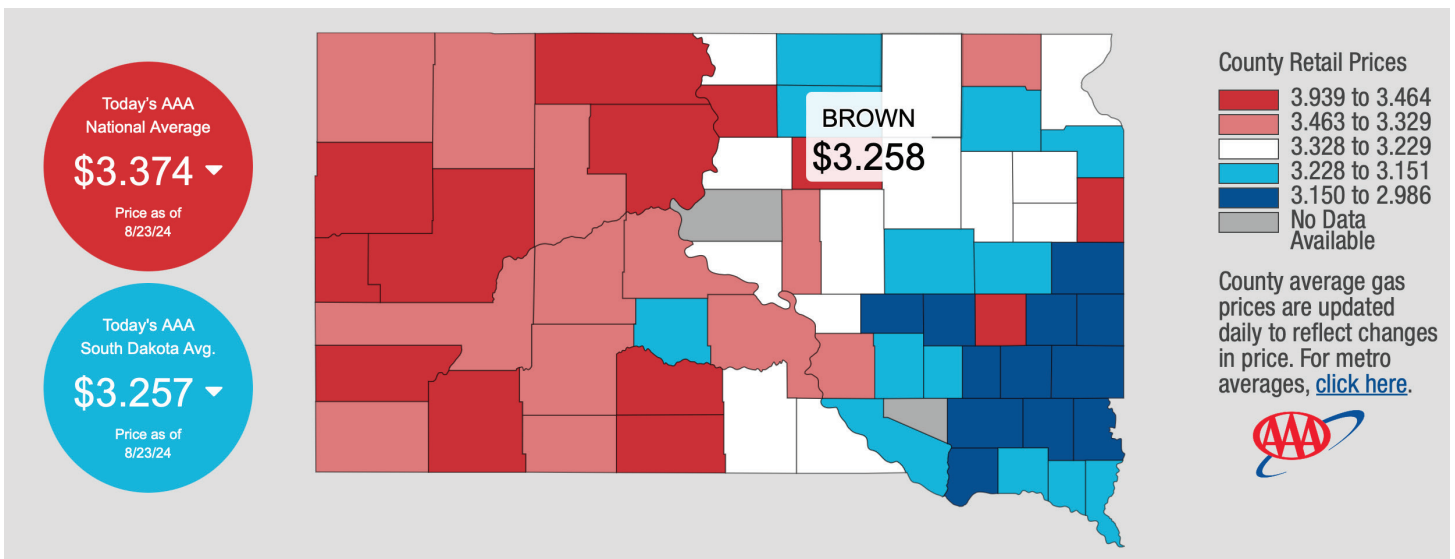 Today's AAA
National Average
$3.374
Price as of
8/23/24
Today's AAA
South Dakota Avg.
$3.257
Price as of
8/23/24
BROWN
$3.258
County Retail Prices
3.939 to 3.464
3.463 to 3.329
3.328 to 3.229
3.228 to 3.151
3.150 to 2.986
No Data
Available
County average gas
prices are updated
daily to reflect changes
in price. For metro
averages, click here.
AAA